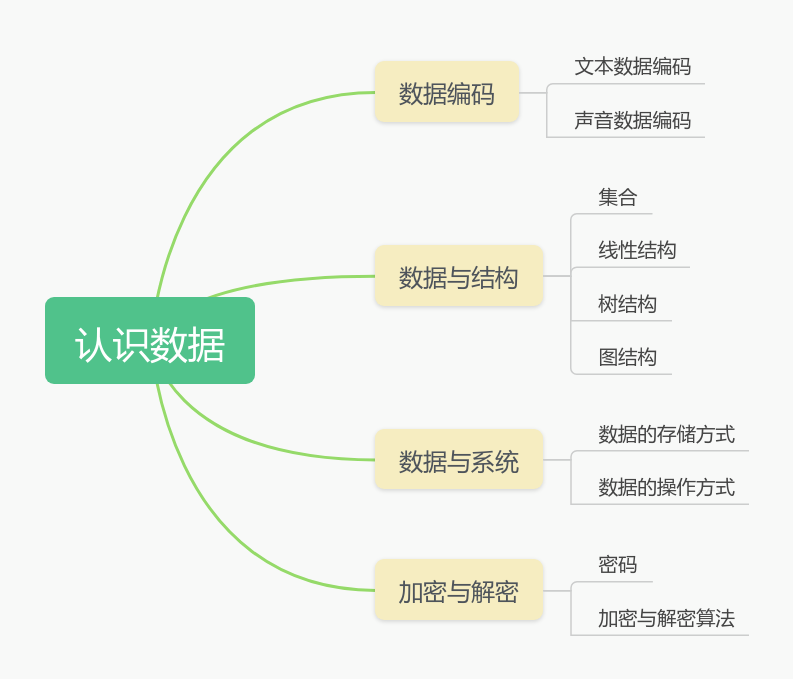 认识数据
数据编码
文本数据编码
声音数据编码
数据与结构
集合
线性结构
树结构
图结构
数据与系统
数据的存储方式
数据的操作方式
加密与解密
密码
加密与解密算法